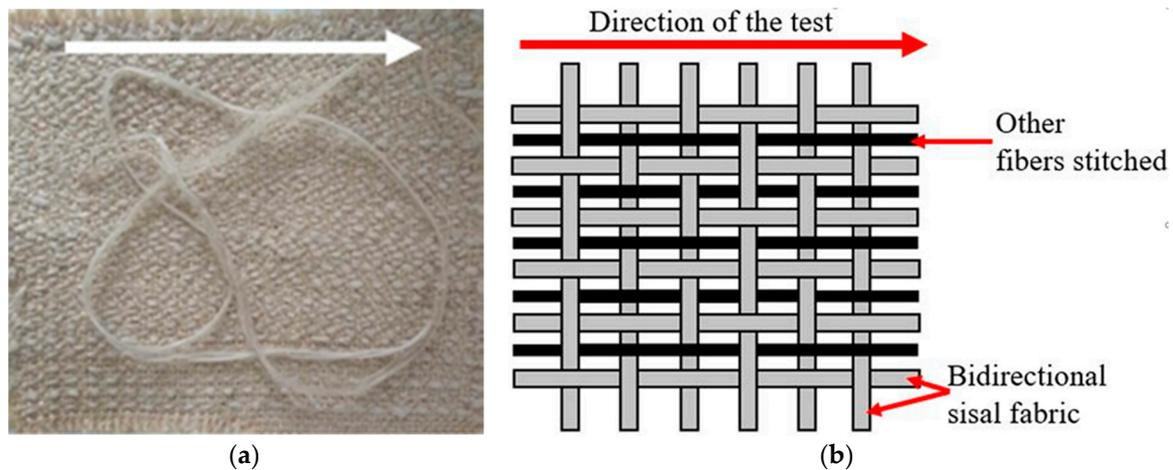 Direction of the test
Other
fibers stitched
Bidirectional
sisal fabric
(a)
(b)